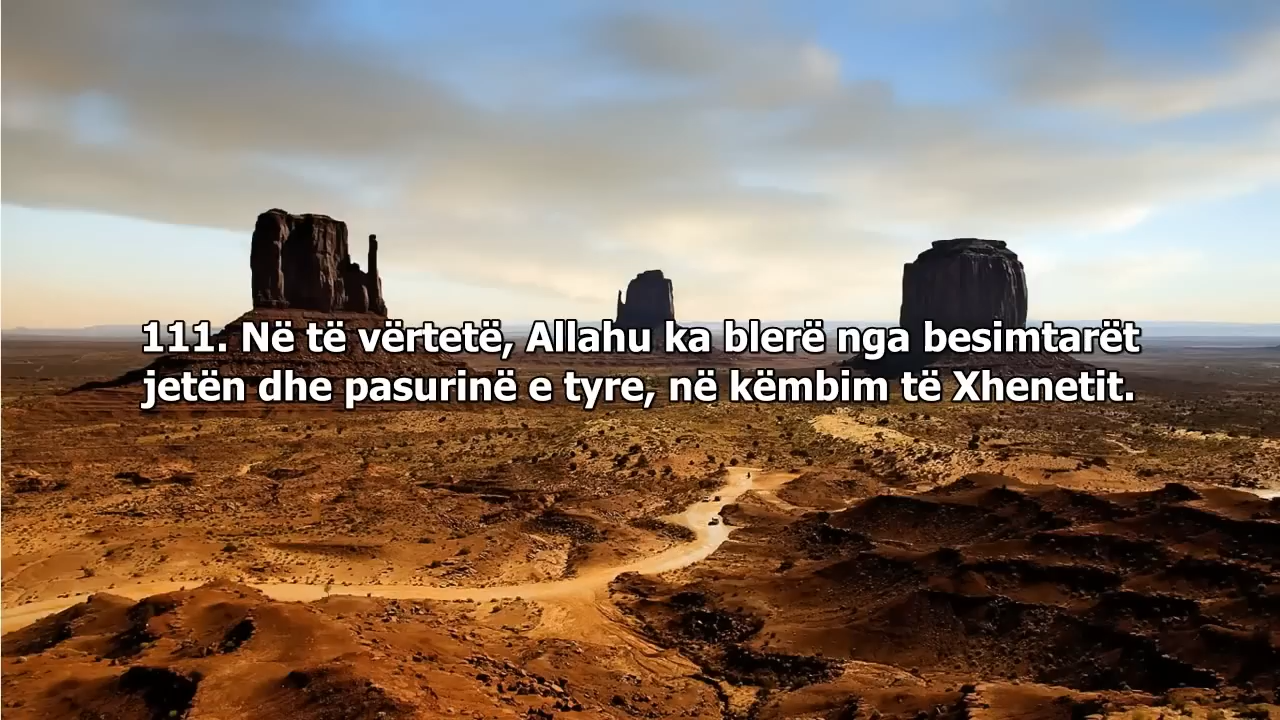 111. Në të vërtetë, Allahu ka blerë nga besimtarët
jetën dhe pasurinë e tyre, në këmbim të Xhenetit.